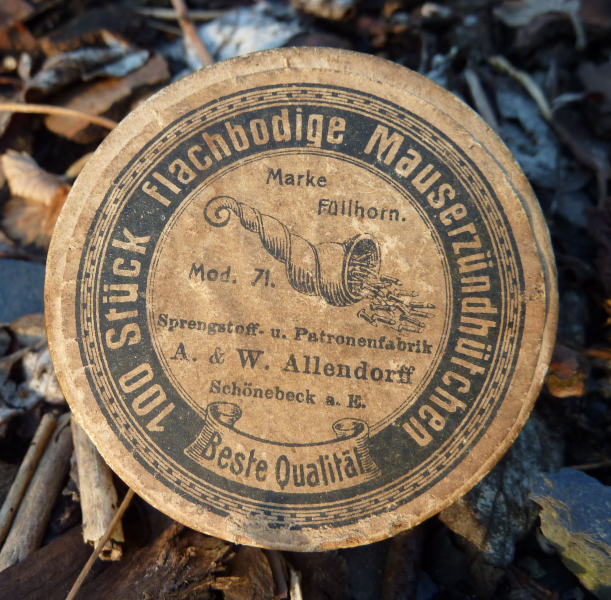 100 Stück flachbodige Mauserzündhütchen
Marke
Füllhorn.
Mod. 71.
Sprengstoff- u. Patronenfabrik
A. & W. Allendorff
Schönebeck a. E.
Beste Qualität